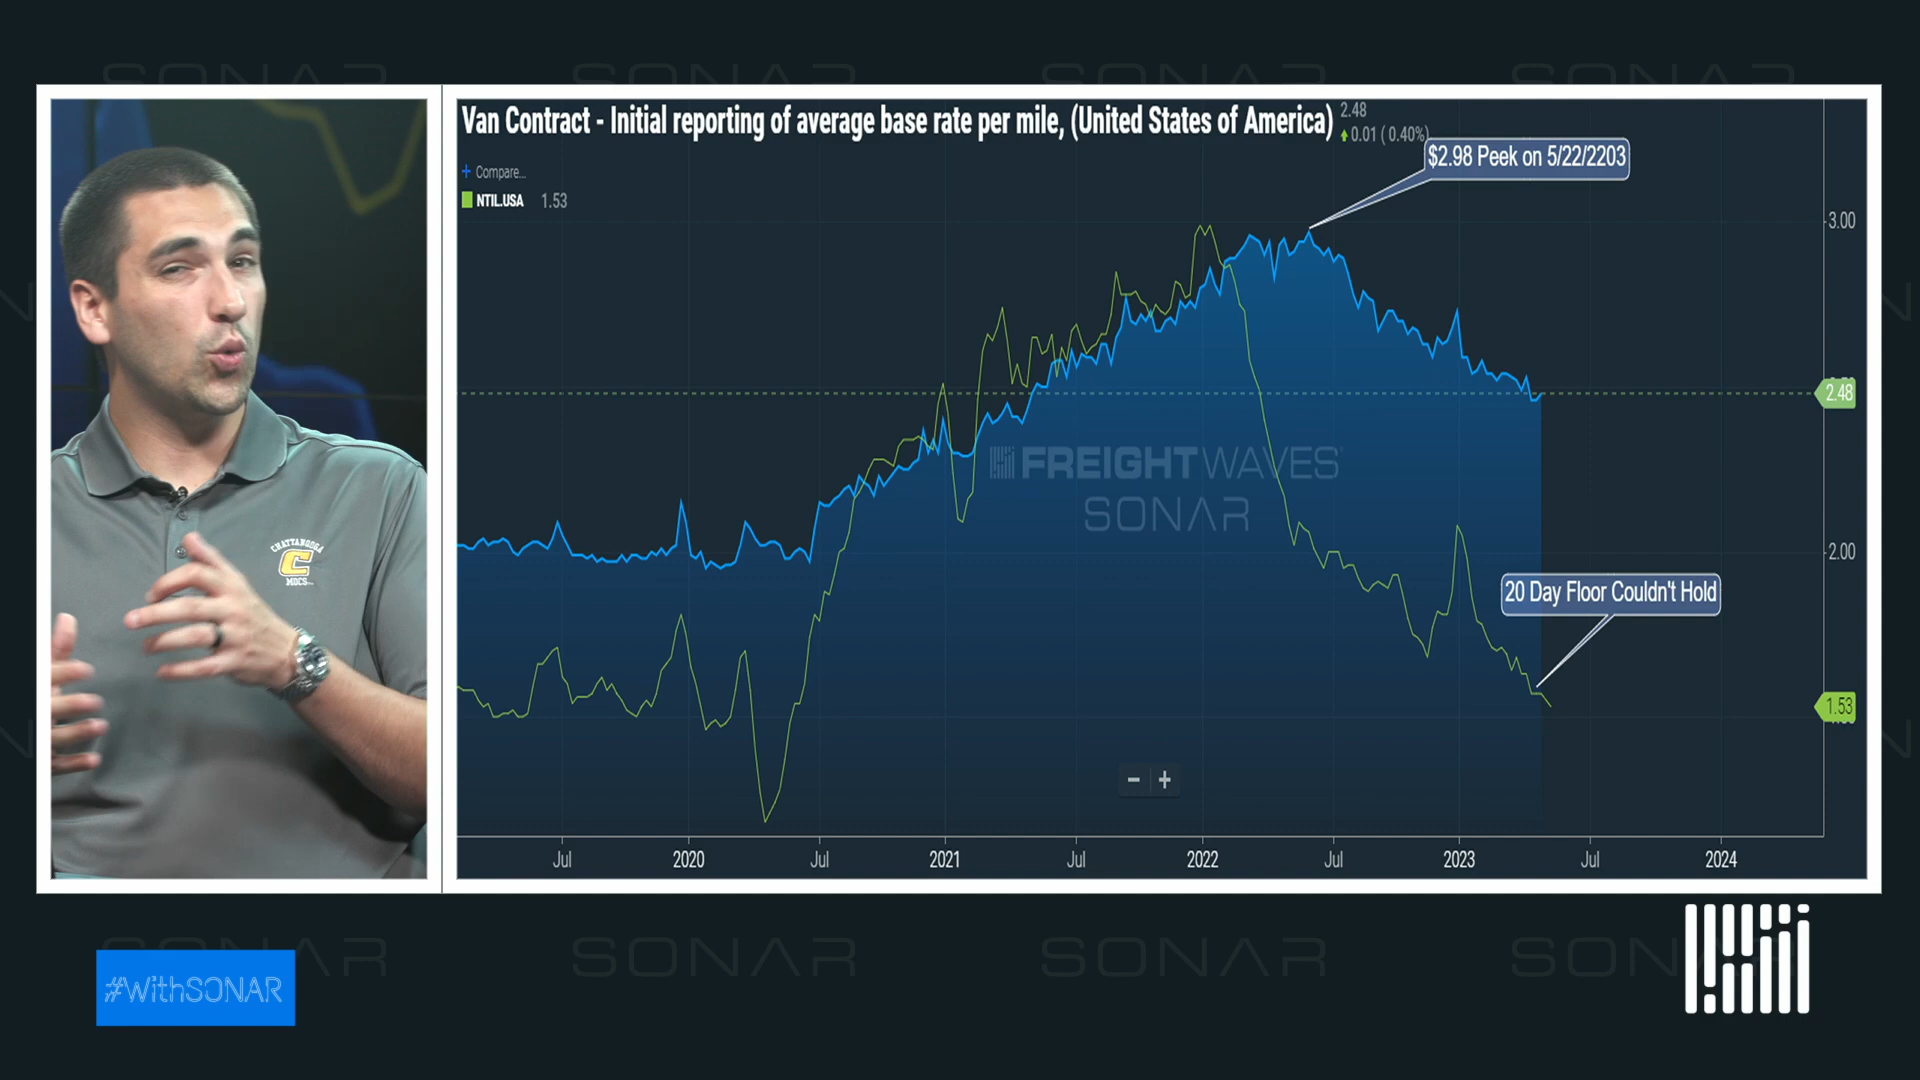 SONAR SONAR SONAR SONAR
Van Contract - Initial reporting of average base rate per mile, (United States of America)
2.48
0.01 ( 0.40%)
$2.98 Peek on 5/22/2203
+ Compare...
NTIL.USA 1.53
3.00
2.48
FREIGHTWAVES
SONAR
CHATTANOOGA
C
MOCS
2.00
20 Day Floor Couldn't Hold
1.53
− +
Jul 2020 Jul 2021 Jul 2022 Jul 2023 Jul 2024
SONAR SONAR
#WithSONAR